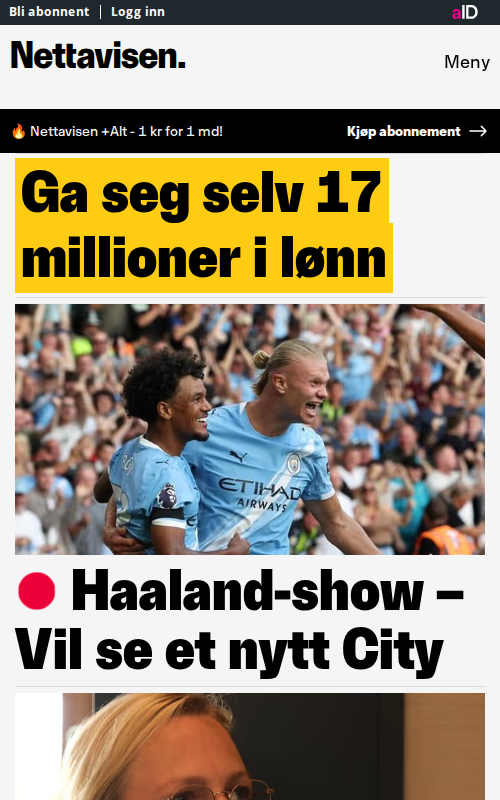 Bli abonnent | Logg inn
aID
Nettavisen.
Meny
🔥 Nettavisen +Alt - 1 kr for 1 md!
Kjøp abonnement →
Ga seg selv 17
millioner i lønn
ETIHAD
AIRWAYS
Haaland-show –
Vil se et nytt City